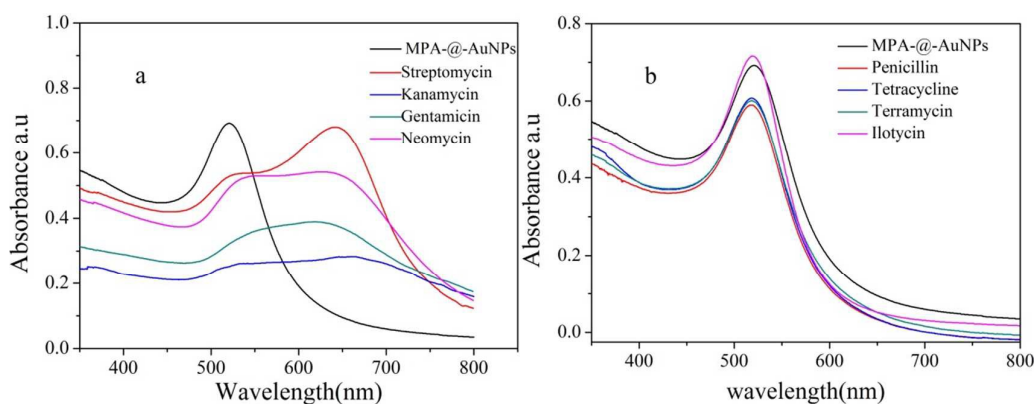 1.0
0.8
0.6
0.4
0.2
0.0
Absorbance a.u
a
MPA-@-AuNPs
Streptomycin
Kanamycin
Gentamicin
Neomycin
400 500 600 700 800
Wavelength(nm)
0.8
0.6
0.4
0.2
0.0
Absorbance a.u
b
MPA-@-AuNPs
Penicillin
Tetracycline
Terramycin
Ilotycin
400 500 600 700 800
wavelength(nm)